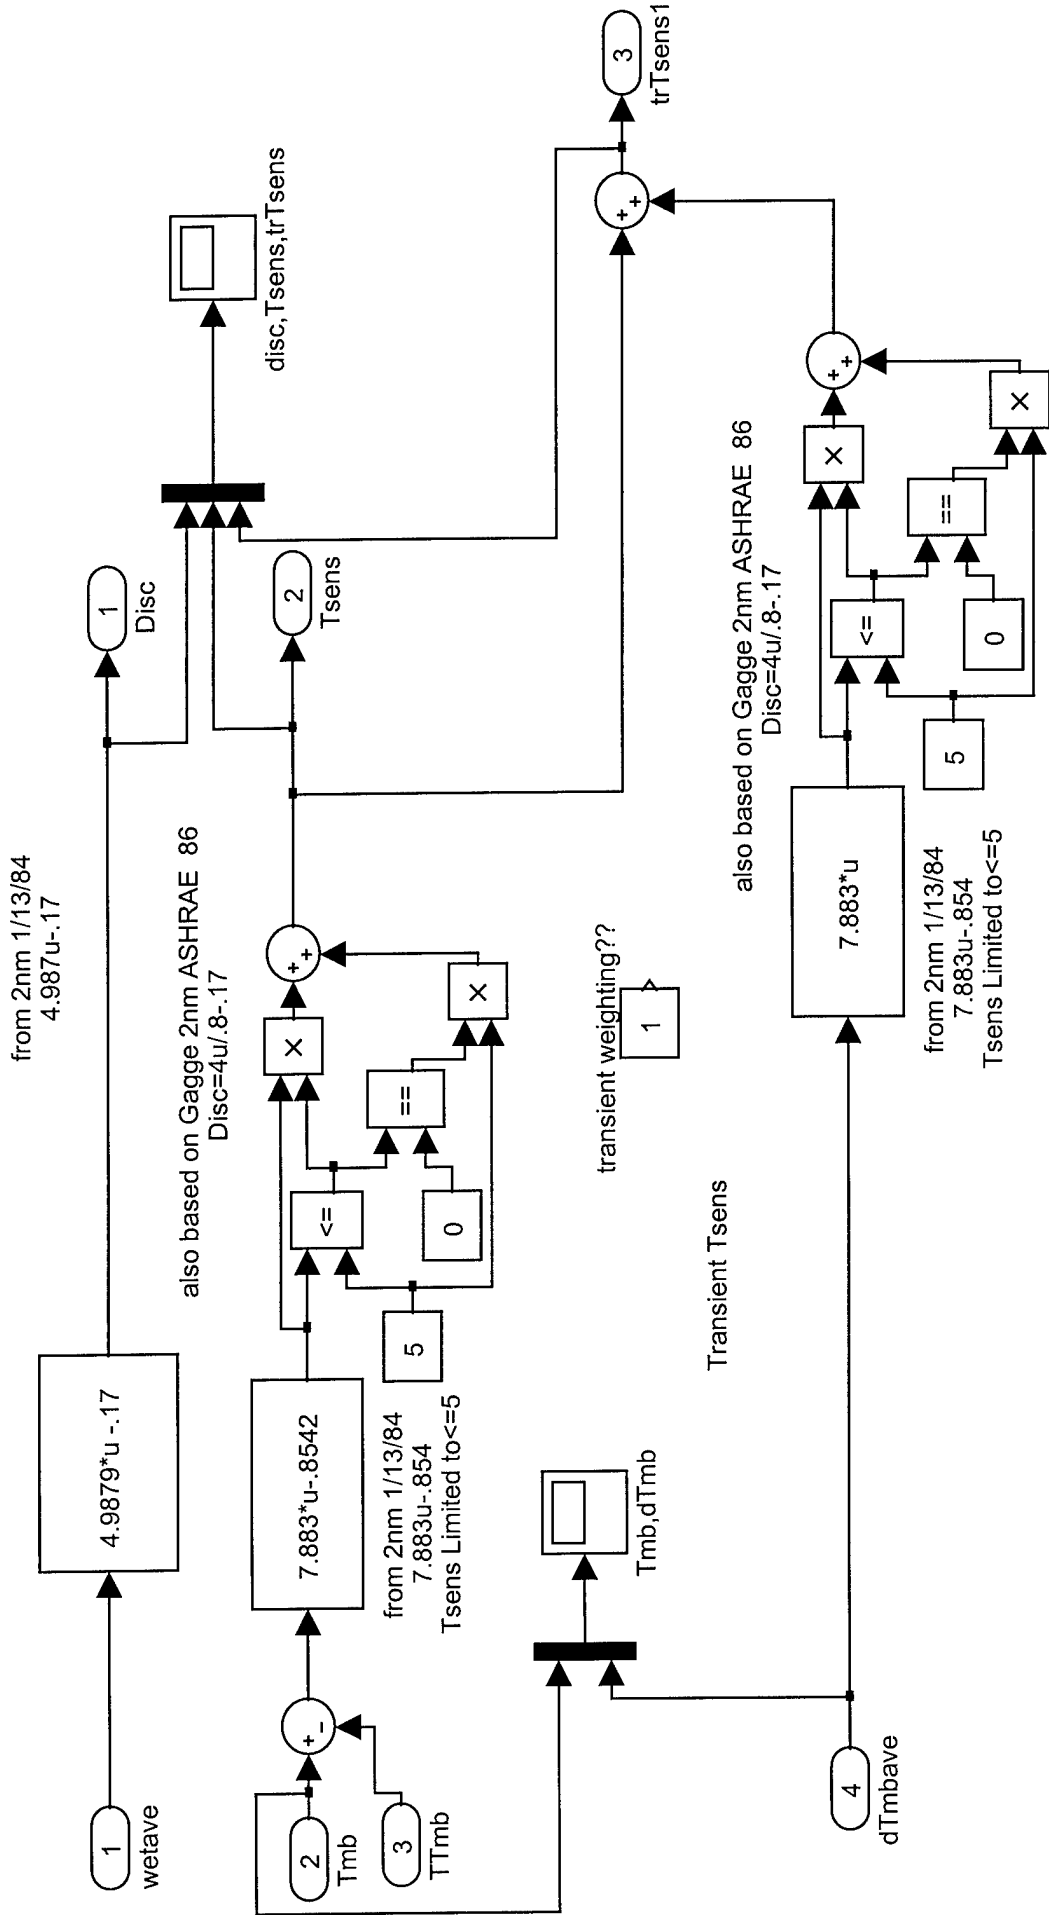 from 2nm 1/13/84
4.987u-.17
1
wetave
4.9879*u -.17
1
Disc
disc,Tsens,trTsens
also based on Gagge 2nm ASHRAE 86
Disc=4u/.8-.17
2
Tmb
3
TTmb
+
-
7.883*u-.8542
from 2nm 1/13/84
7.883u-.854
Tsens Limited to<=5
5
<=
0
==
×
×
+
+
2
Tsens
Tmb,dTmb
transient weighting??
1
+
+
3
trTsens1
Transient Tsens
4
dTmbave
7.883*u
from 2nm 1/13/84
7.883u-.854
Tsens Limited to<=5
also based on Gagge 2nm ASHRAE 86
Disc=4u/.8-.17
5
<=
0
==
×
×
+
+